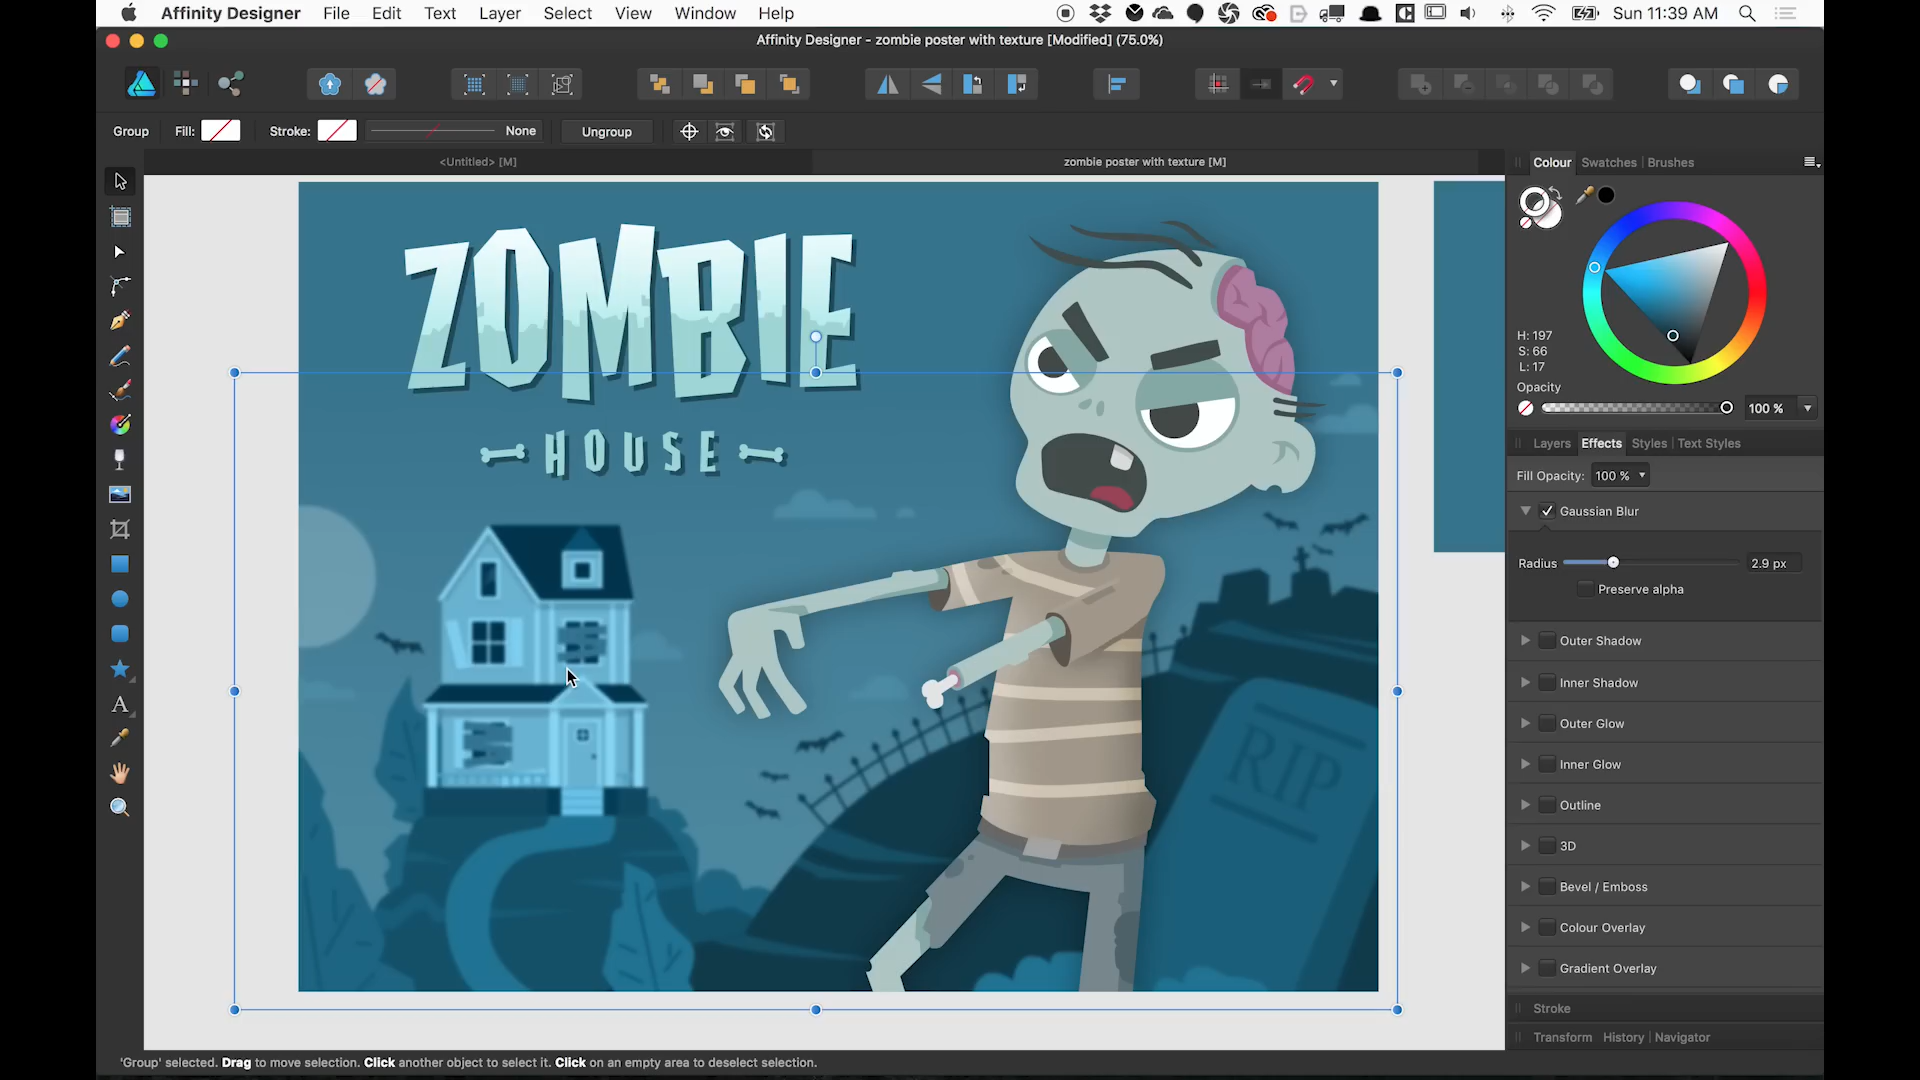 Affinity Designer File Edit Text Layer Select View Window Help Sun 11:39 AM
Affinity Designer - zombie poster with texture [Modified] (75.0%)
Group Fill: Stroke: None Ungroup
<Untitled> [M] zombie poster with texture [M]
Colour Swatches Brushes
ZOMBIE
HOUSE
RIP
H: 197
S: 66
L: 17
Opacity
100 %
Layers Effects Styles Text Styles
Fill Opacity: 100 %
Gaussian Blur
Radius 2.9 px
Preserve alpha
Outer Shadow
Inner Shadow
Outer Glow
Inner Glow
Outline
3D
Bevel / Emboss
Colour Overlay
Gradient Overlay
Stroke
Transform History Navigator
'Group' selected. Drag to move selection. Click another object to select it. Click on an empty area to deselect selection.